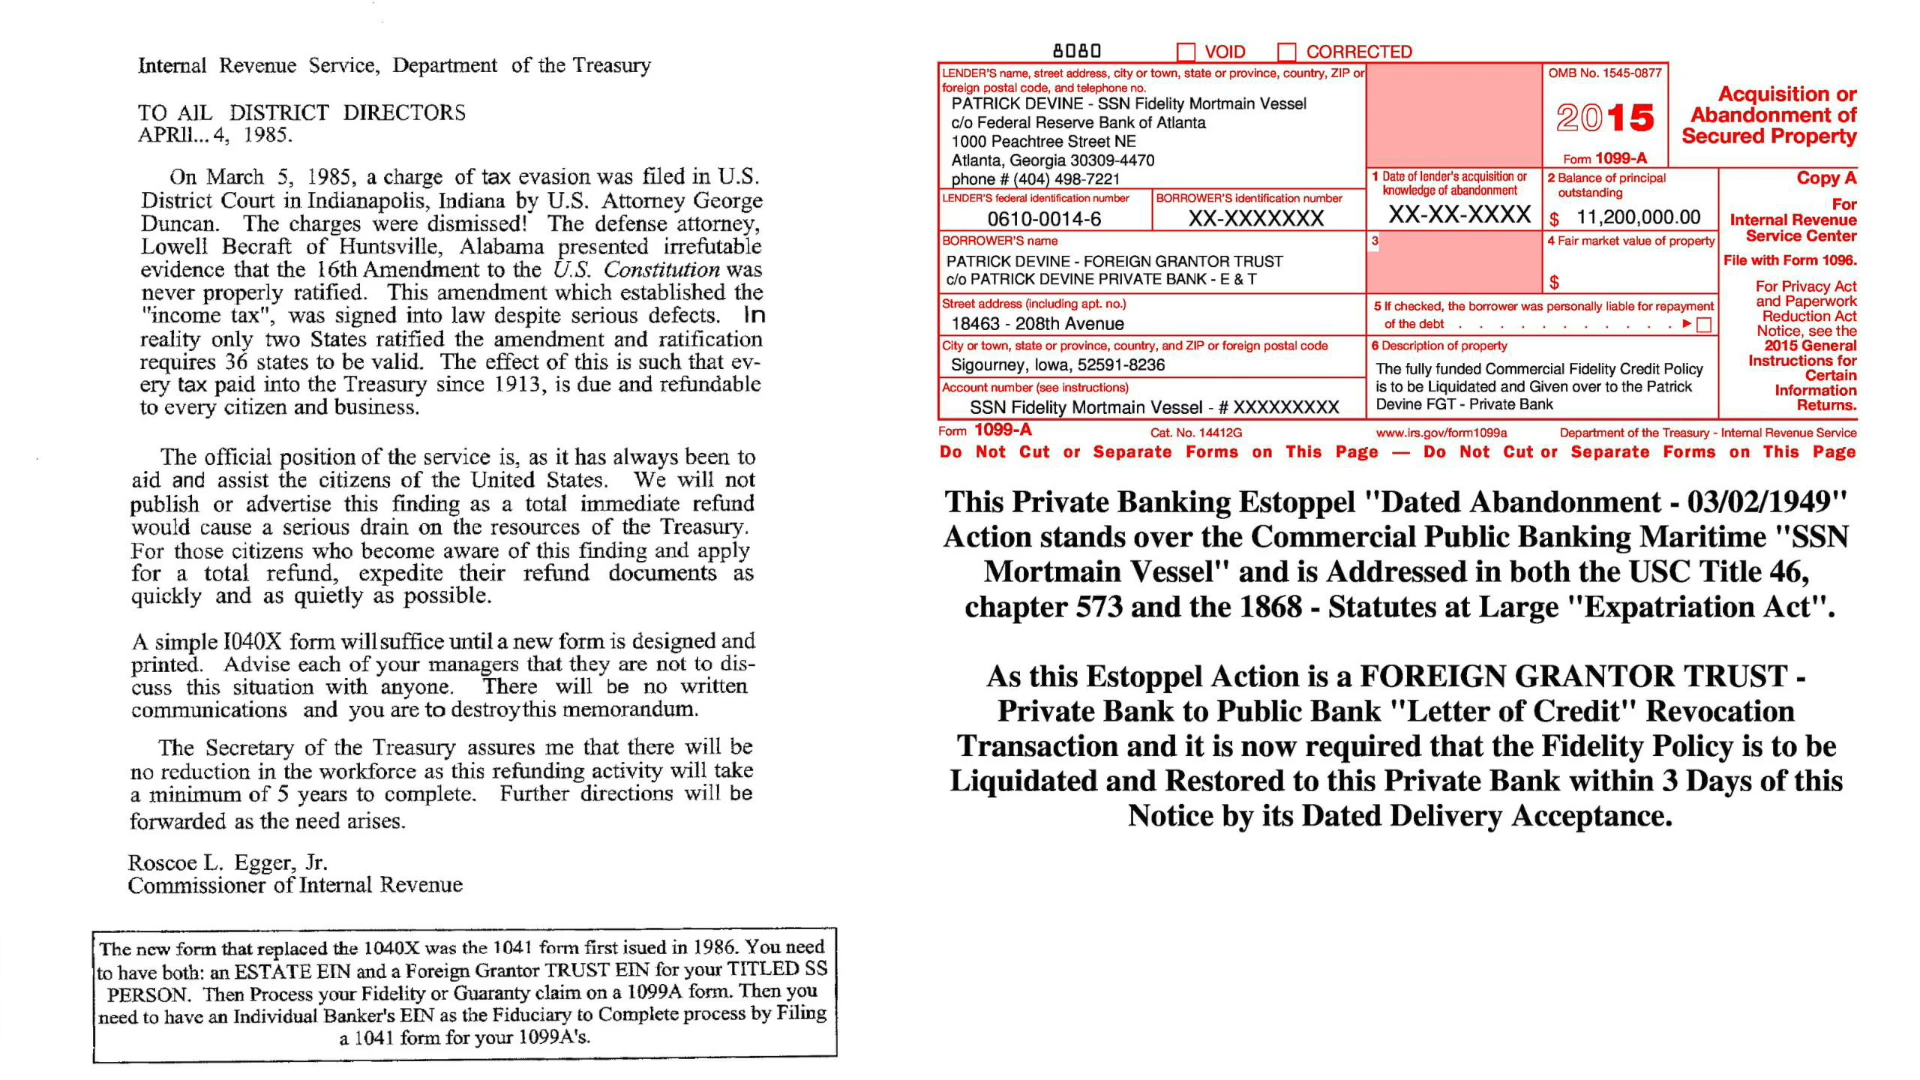 Internal Revenue Service, Department of the Treasury
TO AIL DISTRICT DIRECTORS
APRIl... 4, 1985.
On March 5, 1985, a charge of tax evasion was filed in U.S.
District Court in Indianapolis, Indiana by U.S. Attorney George
Duncan. The charges were dismissed! The defense attorney,
Lowell Becraft of Huntsville, Alabama presented irrefutable
evidence that the 16th Amendment to the U.S. Constitution was
never properly ratified. This amendment which established the
"income tax", was signed into law despite serious defects. In
reality only two States ratified the amendment and ratification
requires 36 states to be valid. The effect of this is such that ev-
ery tax paid into the Treasury since 1913, is due and refundable
to every citizen and business.
The official position of the service is, as it has always been to
aid and assist the citizens of the United States. We will not
publish or advertise this finding as a total immediate refund
would cause a serious drain on the resources of the Treasury.
For those citizens who become aware of this finding and apply
for a total refund, expedite their refund documents as
quickly and as quietly as possible.
A simple I040X form will suffice until a new form is designed and
printed. Advise each of your managers that they are not to dis-
cuss this situation with anyone. There will be no written
communications and you are to destroy this memorandum.
The Secretary of the Treasury assures me that there will be
no reduction in the workforce as this refunding activity will take
a minimum of 5 years to complete. Further directions will be
forwarded as the need arises.
Roscoe L. Egger, Jr.
Commissioner of Internal Revenue
The new form that replaced the 1040X was the 1041 form first isued in 1986. You need
to have both: an ESTATE EIN and a Foreign Grantor TRUST EIN for your TITLED SS
PERSON. Then Process your Fidelity or Guaranty claim on a 1099A form. Then you
need to have an Individual Banker's EIN as the Fiduciary to Complete process by Filing
a 1041 form for your 1099A's.
8080 VOID CORRECTED
LENDER'S name, street address, city or town, state or province, country, ZIP or
foreign postal code, and telephone no.
PATRICK DEVINE - SSN Fidelity Mortmain Vessel
c/o Federal Reserve Bank of Atlanta
1000 Peachtree Street NE
Atlanta, Georgia 30309-4470
phone # (404) 498-7221
OMB No. 1545-0877
2015
Form 1099-A
Acquisition or
Abandonment of
Secured Property
LENDER'S federal identification number
0610-0014-6
BORROWER'S identification number
XX-XXXXXXX
1 Date of lender's acquisition or
knowledge of abandonment
XX-XX-XXXX
2 Balance of principal
outstanding
$ 11,200,000.00
Copy A
For
Internal Revenue
Service Center
File with Form 1096.
For Privacy Act
and Paperwork
Reduction Act
Notice, see the
2015 General
Instructions for
Certain
Information
Returns.
BORROWER'S name
PATRICK DEVINE - FOREIGN GRANTOR TRUST
c/o PATRICK DEVINE PRIVATE BANK - E & T
3
4 Fair market value of property
$
Street address (including apt. no.)
18463 - 208th Avenue
5 If checked, the borrower was personally liable for repayment
of the debt . . . . . . . . . . . . ▶
City or town, state or province, country, and ZIP or foreign postal code
Sigourney, Iowa, 52591-8236
6 Description of property
The fully funded Commercial Fidelity Credit Policy
is to be Liquidated and Given over to the Patrick
Devine FGT - Private Bank
Account number (see instructions)
SSN Fidelity Mortmain Vessel - # XXXXXXXXX
Form 1099-A Cat. No. 14412G www.irs.gov/form1099a Department of the Treasury - Internal Revenue Service
Do Not Cut or Separate Forms on This Page — Do Not Cut or Separate Forms on This Page
This Private Banking Estoppel "Dated Abandonment - 03/02/1949"
Action stands over the Commercial Public Banking Maritime "SSN
Mortmain Vessel" and is Addressed in both the USC Title 46,
chapter 573 and the 1868 - Statutes at Large "Expatriation Act".
As this Estoppel Action is a FOREIGN GRANTOR TRUST -
Private Bank to Public Bank "Letter of Credit" Revocation
Transaction and it is now required that the Fidelity Policy is to be
Liquidated and Restored to this Private Bank within 3 Days of this
Notice by its Dated Delivery Acceptance.